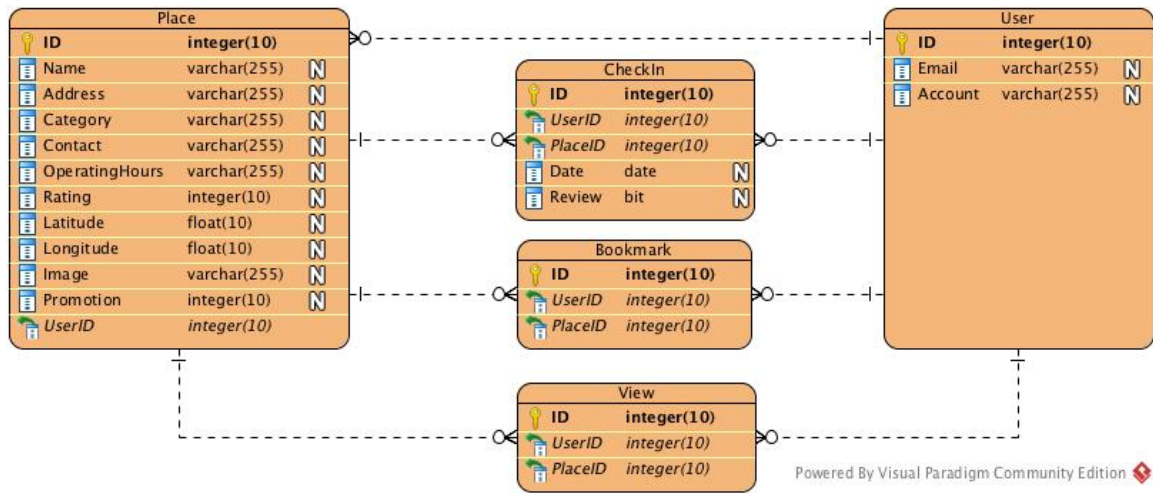 Place
ID integer(10)
Name varchar(255) N
Address varchar(255) N
Category varchar(255) N
Contact varchar(255) N
OperatingHours varchar(255) N
Rating integer(10) N
Latitude float(10) N
Longitude float(10) N
Image varchar(255) N
Promotion integer(10) N
UserID integer(10)
CheckIn
ID integer(10)
UserID integer(10)
PlaceID integer(10)
Date date N
Review bit N
Bookmark
ID integer(10)
UserID integer(10)
PlaceID integer(10)
View
ID integer(10)
UserID integer(10)
PlaceID integer(10)
User
ID integer(10)
Email varchar(255) N
Account varchar(255) N
Powered By Visual Paradigm Community Edition